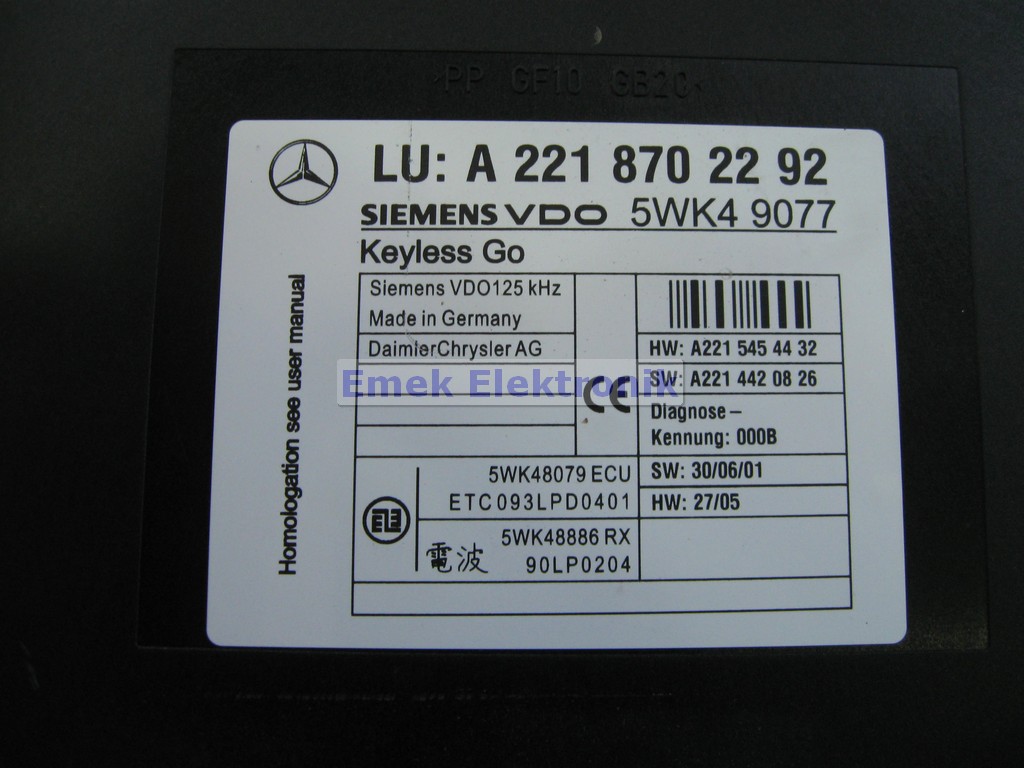 >PP GF10 GB20<
LU: A 221 870 22 92
SIEMENS VDO 5WK4 9077
Keyless Go
Siemens VDO125 kHz
Made in Germany
DaimlerChrysler AG
HW: A221 545 44 32
SW: A221 442 08 26
Diagnose –
Kennung: 000B
SW: 30/06/01
HW: 27/05
CE
Emek Elektronik
5WK48079 ECU
ETC093LPD0401
5WK48886 RX
電波 90LP0204
Homologation see user manual